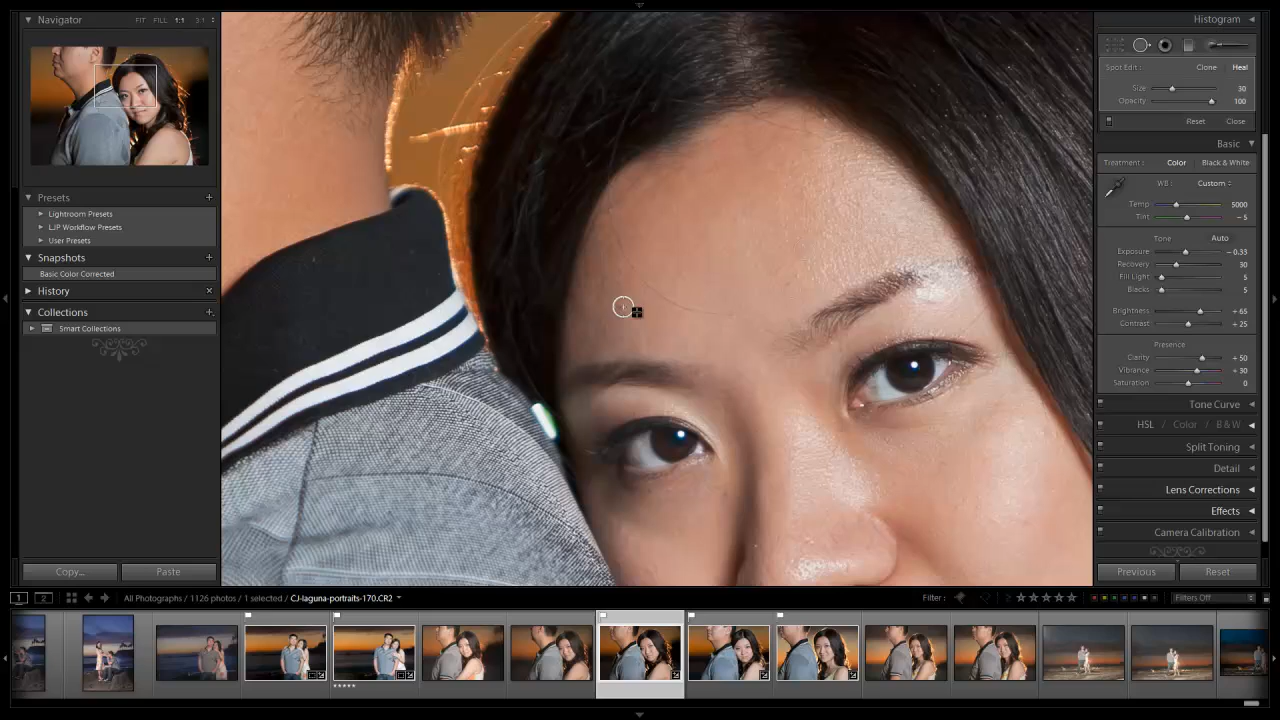 Navigator FIT FILL 1:1 3:1
Presets +
Lightroom Presets
LJP Workflow Presets
User Presets
Snapshots +
Basic Color Corrected
History ×
Collections +
Smart Collections
Copy... Paste
Histogram
Spot Edit: Clone Heal
Size 30
Opacity 100
Reset Close
Basic
Treatment: Color Black & White
WB: Custom
Temp 5000
Tint – 5
Tone Auto
Exposure – 0.33
Recovery 30
Fill Light 5
Blacks 5
Brightness + 65
Contrast + 25
Presence
Clarity + 50
Vibrance + 30
Saturation 0
Tone Curve
HSL / Color / B & W
Split Toning
Detail
Lens Corrections
Effects
Camera Calibration
Previous Reset
1 2 All Photographs / 1126 photos / 1 selected / CJ-laguna-portraits-170.CR2 Filter: Filters Off